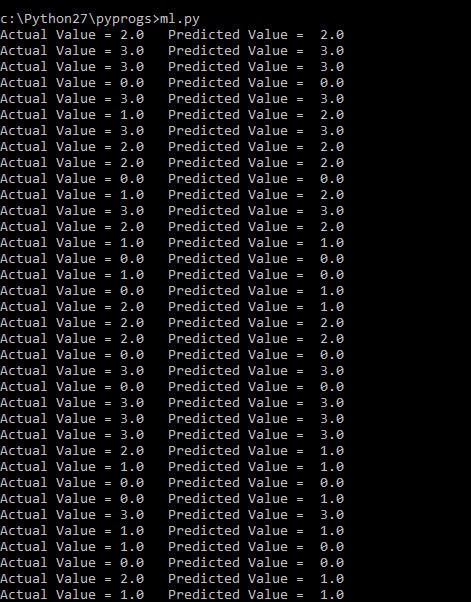 c:\Python27\pyprogs>ml.py
Actual Value = 2.0   Predicted Value =  2.0
Actual Value = 3.0   Predicted Value =  3.0
Actual Value = 3.0   Predicted Value =  3.0
Actual Value = 0.0   Predicted Value =  0.0
Actual Value = 3.0   Predicted Value =  3.0
Actual Value = 1.0   Predicted Value =  2.0
Actual Value = 3.0   Predicted Value =  3.0
Actual Value = 2.0   Predicted Value =  2.0
Actual Value = 2.0   Predicted Value =  2.0
Actual Value = 0.0   Predicted Value =  0.0
Actual Value = 1.0   Predicted Value =  2.0
Actual Value = 3.0   Predicted Value =  3.0
Actual Value = 2.0   Predicted Value =  2.0
Actual Value = 1.0   Predicted Value =  1.0
Actual Value = 0.0   Predicted Value =  0.0
Actual Value = 1.0   Predicted Value =  0.0
Actual Value = 0.0   Predicted Value =  1.0
Actual Value = 2.0   Predicted Value =  1.0
Actual Value = 2.0   Predicted Value =  2.0
Actual Value = 2.0   Predicted Value =  2.0
Actual Value = 0.0   Predicted Value =  0.0
Actual Value = 3.0   Predicted Value =  3.0
Actual Value = 0.0   Predicted Value =  0.0
Actual Value = 3.0   Predicted Value =  3.0
Actual Value = 3.0   Predicted Value =  3.0
Actual Value = 3.0   Predicted Value =  3.0
Actual Value = 2.0   Predicted Value =  1.0
Actual Value = 1.0   Predicted Value =  1.0
Actual Value = 0.0   Predicted Value =  0.0
Actual Value = 0.0   Predicted Value =  1.0
Actual Value = 3.0   Predicted Value =  3.0
Actual Value = 1.0   Predicted Value =  1.0
Actual Value = 1.0   Predicted Value =  0.0
Actual Value = 0.0   Predicted Value =  0.0
Actual Value = 2.0   Predicted Value =  1.0
Actual Value = 1.0   Predicted Value =  1.0